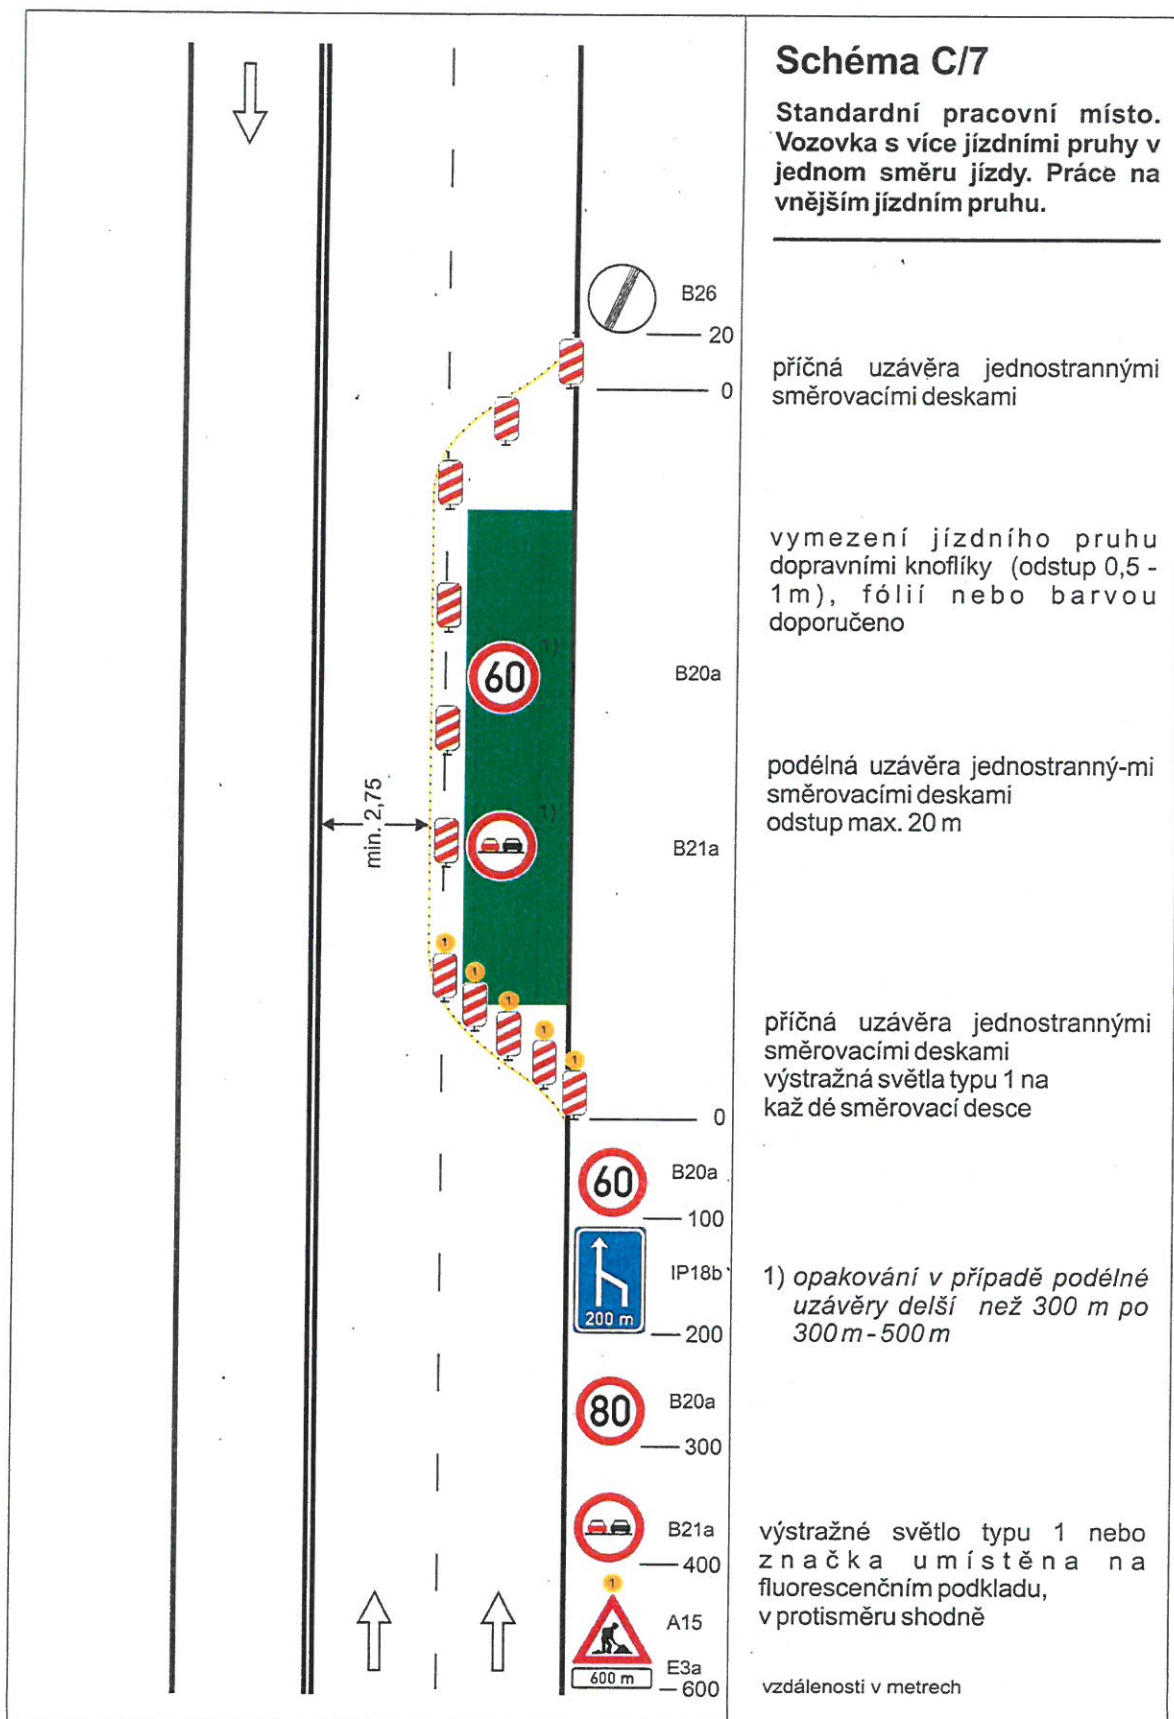 Schéma C/7
Standardní pracovní místo.
Vozovka s více jízdními pruhy v
jednom směru jízdy. Práce na
vnějším jízdním pruhu.
B26
20
0
příčná uzávěra jednostrannými
směrovacími deskami
vymezení jízdního pruhu
dopravními knoflíky (odstup 0,5 -
1m), fólií nebo barvou
doporučeno
1)
60
B20a
min. 2,75
1)
B21a
podélná uzávěra jednostranný-mi
směrovacími deskami
odstup max. 20 m
1
1
1
1
1
0
příčná uzávěra jednostrannými
směrovacími deskami
výstražná světla typu 1 na
kaž dé směrovací desce
60
B20a
100
IP18b
200 m
200
1) opakování v případě podélné
uzávěry delší než 300 m po
300m-500m
80
B20a
300
B21a
400
1
A15
E3a
600 m
600
výstražné světlo typu 1 nebo
značka umístěna na
fluorescenčním podkladu,
v protisměru shodně
vzdálenosti v metrech